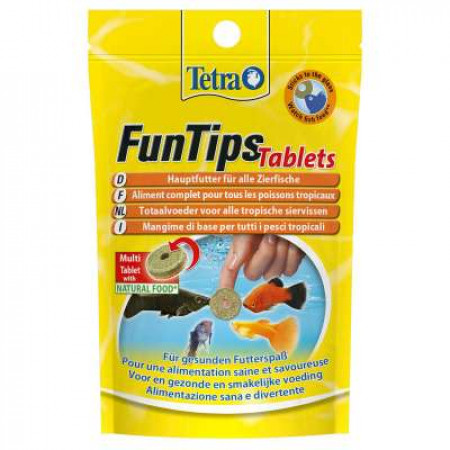 Tetra
Sticks to the glass
Watch fish feed
FunTips
Tablets
D Hauptfutter für alle Zierfische
F Aliment complet pour tous les poissons tropicaux
NL Totaalvoeder voor alle tropische siervissen
I Mangime di base per tutti i pesci tropicali
Multi
Tablet
with
NATURAL FOOD*
Für gesunden Futterspaß
Pour une alimentation saine et savoureuse
Voor en gezonde en smakelijke voeding
Alimentazione sana e divertente